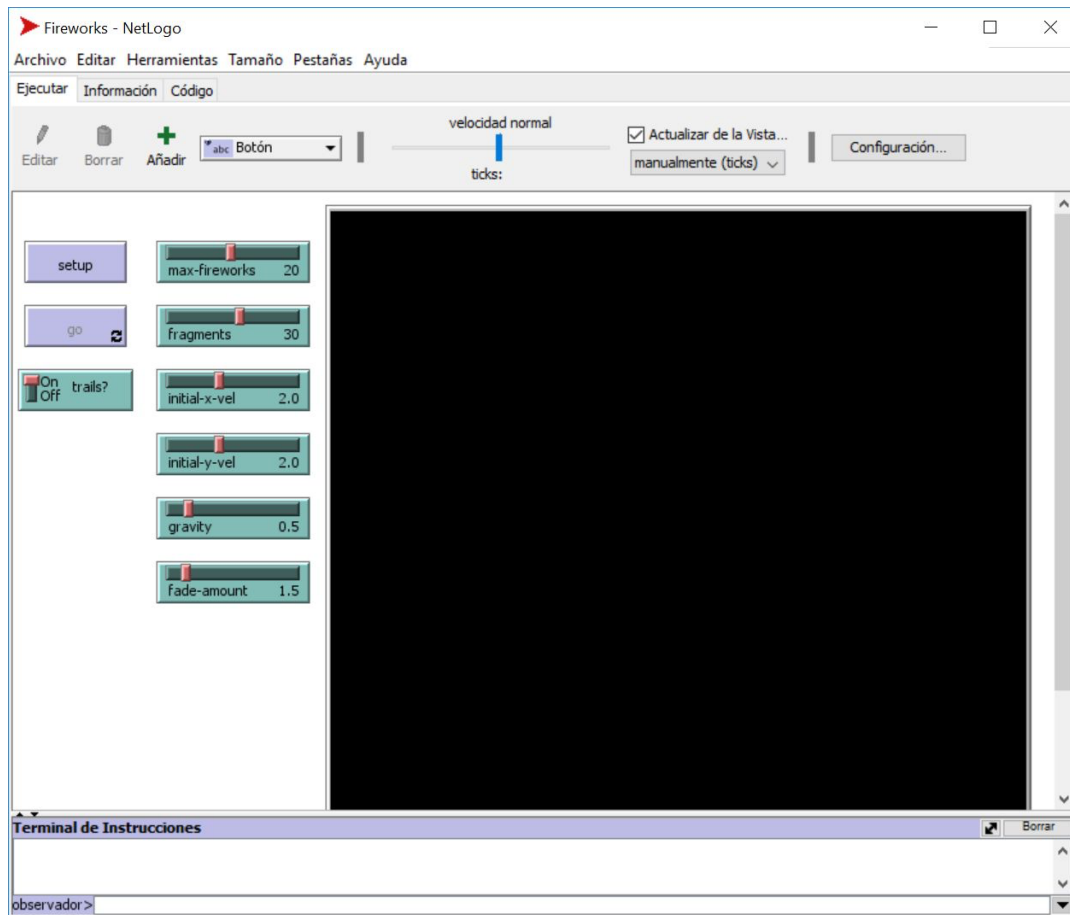 Fireworks - NetLogo
Archivo Editar Herramientas Tamaño Pestañas Ayuda
Ejecutar Información Código
Editar Borrar Añadir
abc Botón
velocidad normal
ticks:
Actualizar de la Vista...
manualmente (ticks)
Configuración...
setup
max-fireworks 20
go
fragments 30
On
Off
trails?
initial-x-vel 2.0
initial-y-vel 2.0
gravity 0.5
fade-amount 1.5
Terminal de Instrucciones
Borrar
observador>